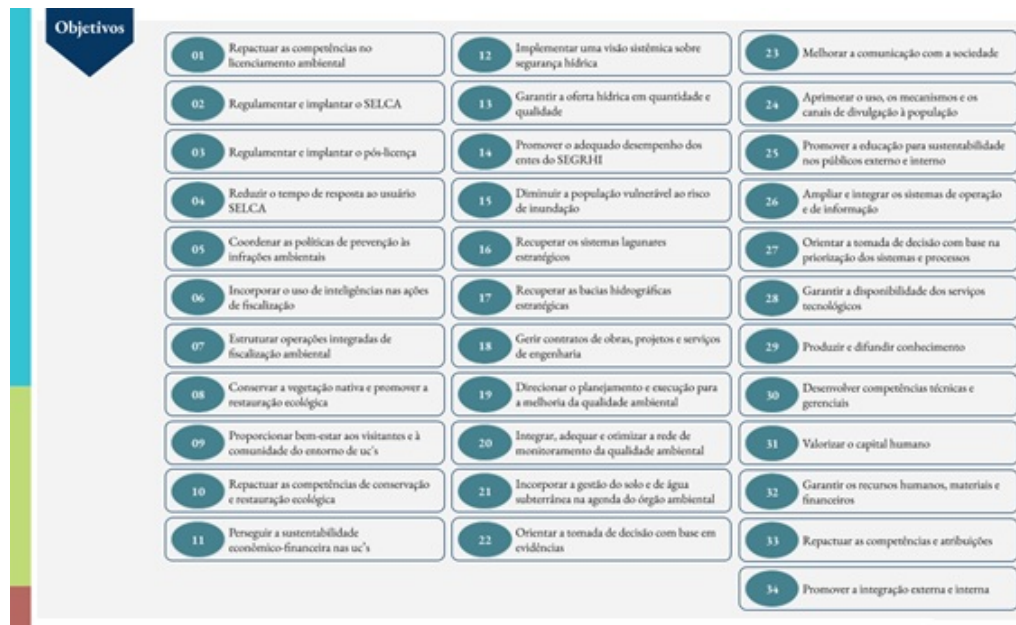 Objetivos
01
Repactuar as competências no
licenciamento ambiental
02
Regulamentar e implantar o SELCA
03
Regulamentar e implantar o pós-licença
04
Reduzir o tempo de resposta ao usuário
SELCA
05
Coordenar as políticas de prevenção às
infrações ambientais
06
Incorporar o uso de inteligências nas ações
de fiscalização
07
Estruturar operações integradas de
fiscalização ambiental
08
Conservar a vegetação nativa e promover a
restauração ecológica
09
Proporcionar bem-estar aos visitantes e à
comunidade do entorno de uc's
10
Repactuar as competências de conservação
e restauração ecológica
11
Perseguir a sustentabilidade
econômico-financeira nas uc's
12
Implementar uma visão sistêmica sobre
segurança hídrica
13
Garantir a oferta hídrica em quantidade e
qualidade
14
Promover o adequado desempenho dos
entes do SEGRHI
15
Diminuir a população vulnerável ao risco
de inundação
16
Recuperar os sistemas lagunares
estratégicos
17
Recuperar as bacias hidrográficas
estratégicas
18
Gerir contratos de obras, projetos e serviços
de engenharia
19
Direcionar o planejamento e execução para
a melhoria da qualidade ambiental
20
Integrar, adequar e otimizar a rede de
monitoramento da qualidade ambiental
21
Incorporar a gestão do solo e de água
subterrânea na agenda do órgão ambiental
22
Orientar a tomada de decisão com base em
evidências
23
Melhorar a comunicação com a sociedade
24
Aprimorar o uso, os mecanismos e os
canais de divulgação à população
25
Promover a educação para sustentabilidade
nos públicos externo e interno
26
Ampliar e integrar os sistemas de operação
e de informação
27
Orientar a tomada de decisão com base na
priorização dos sistemas e processos
28
Garantir a disponibilidade dos serviços
tecnológicos
29
Produzir e difundir conhecimento
30
Desenvolver competências técnicas e
gerenciais
31
Valorizar o capital humano
32
Garantir os recursos humanos, materiais e
financeiros
33
Repactuar as competências e atribuições
34
Promover a integração externa e interna